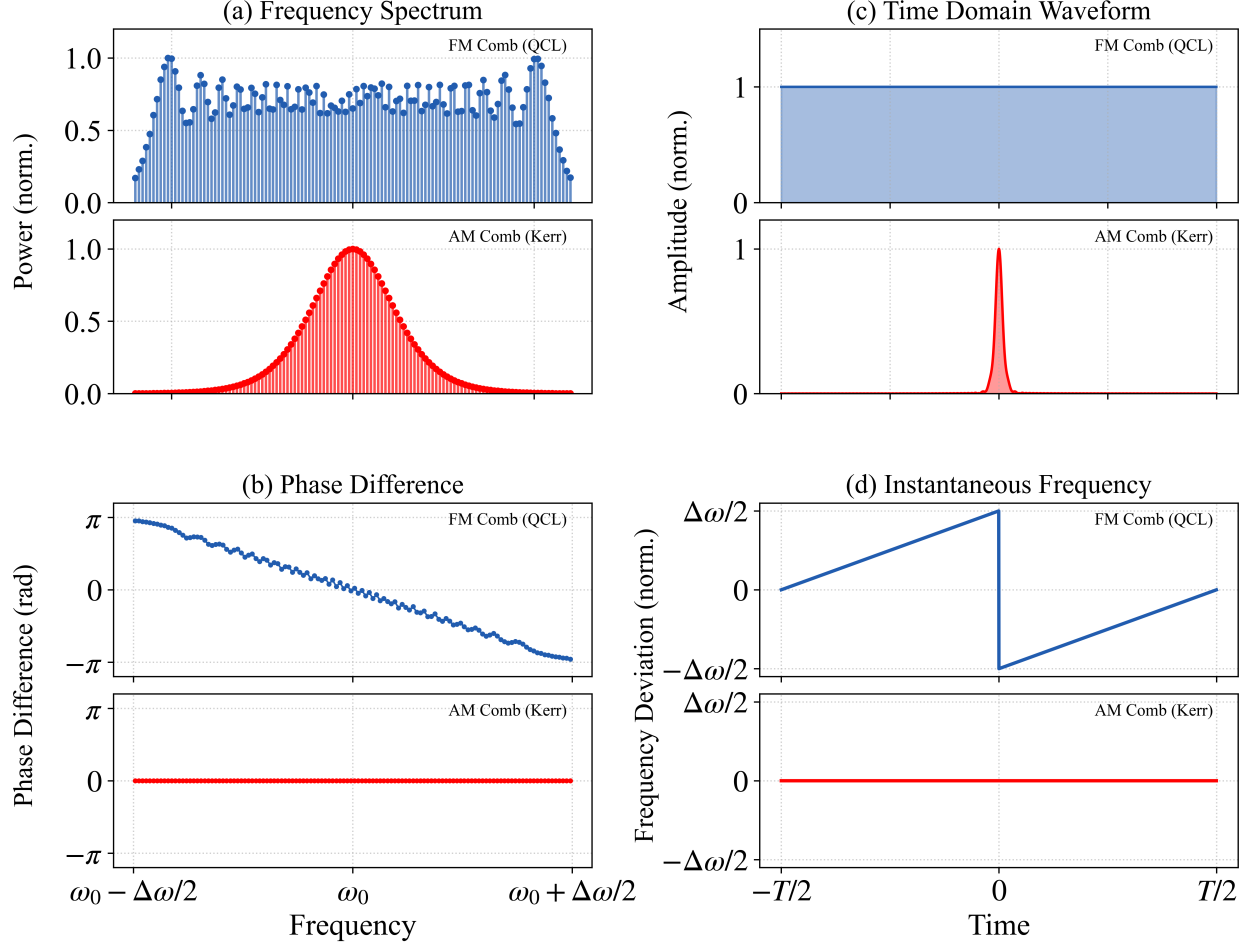 (a) Frequency Spectrum
FM Comb (QCL)
1.0
0.5
0.0
AM Comb (Kerr)
1.0
0.5
0.0
Power (norm.)
(b) Phase Difference
FM Comb (QCL)
π
0
−π
AM Comb (Kerr)
π
0
−π
Phase Difference (rad)
ω₀ − Δω/2
ω₀
ω₀ + Δω/2
Frequency
(c) Time Domain Waveform
FM Comb (QCL)
1
0
AM Comb (Kerr)
1
0
Amplitude (norm.)
(d) Instantaneous Frequency
FM Comb (QCL)
Δω/2
0
−Δω/2
AM Comb (Kerr)
Δω/2
0
−Δω/2
Frequency Deviation (norm.)
−T/2
0
T/2
Time